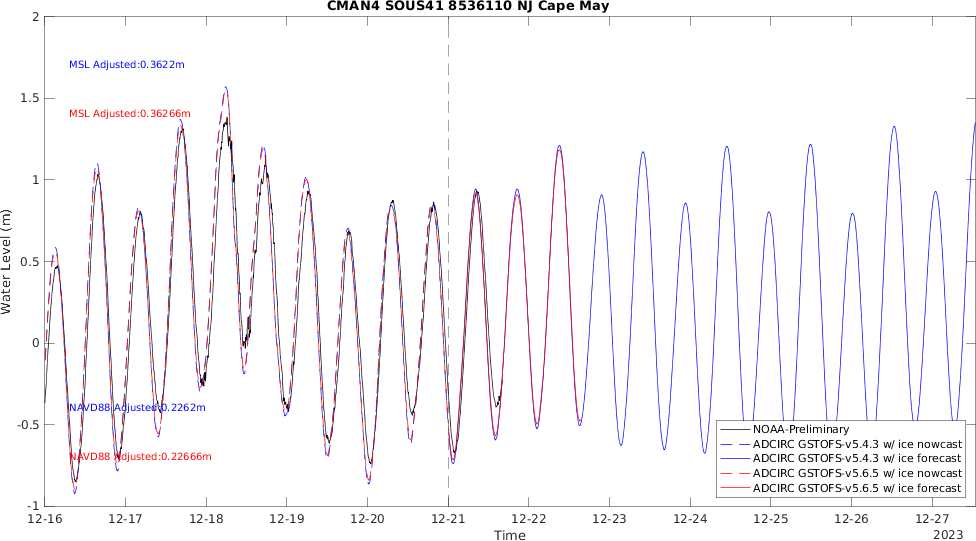 CMAN4 SOUS41 8536110 NJ Cape May
2
1.5
1
0.5
0
-0.5
-1
Water Level (m)
MSL Adjusted:0.3622m
MSL Adjusted:0.36266m
NAVD88 Adjusted:0.2262m
NAVD88 Adjusted:0.22666m
NOAA-Preliminary
ADCIRC GSTOFS-v5.4.3 w/ ice nowcast
ADCIRC GSTOFS-v5.4.3 w/ ice forecast
ADCIRC GSTOFS-v5.6.5 w/ ice nowcast
ADCIRC GSTOFS-v5.6.5 w/ ice forecast
12-16 12-17 12-18 12-19 12-20 12-21 12-22 12-23 12-24 12-25 12-26 12-27
Time
2023